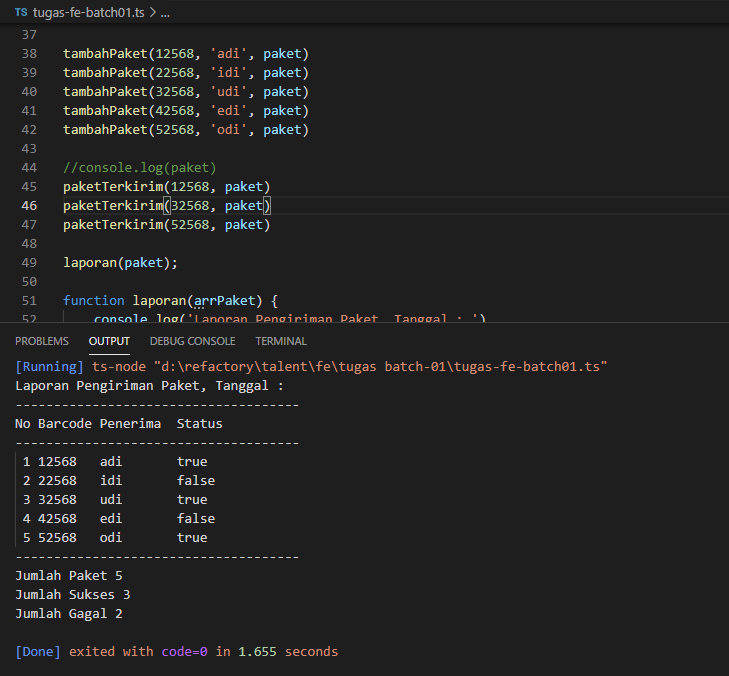 TS tugas-fe-batch01.ts > ...
37
38 tambahPaket(12568, 'adi', paket)
39 tambahPaket(22568, 'idi', paket)
40 tambahPaket(32568, 'udi', paket)
41 tambahPaket(42568, 'edi', paket)
42 tambahPaket(52568, 'odi', paket)
43
44 //console.log(paket)
45 paketTerkirim(12568, paket)
46 paketTerkirim(32568, paket)
47 paketTerkirim(52568, paket)
48
49 laporan(paket);
50
51 function laporan(arrPaket) {
52 console.log('Laporan Pengiriman Paket, Tanggal : ')
PROBLEMS OUTPUT DEBUG CONSOLE TERMINAL
[Running] ts-node "d:\refactory\talent\fe\tugas batch-01\tugas-fe-batch01.ts"
Laporan Pengiriman Paket, Tanggal :
-------------------------------------
No Barcode Penerima  Status
-------------------------------------
1 12568   adi       true
2 22568   idi       false
3 32568   udi       true
4 42568   edi       false
5 52568   odi       true
-------------------------------------
Jumlah Paket 5
Jumlah Sukses 3
Jumlah Gagal 2
[Done] exited with code=0 in 1.655 seconds